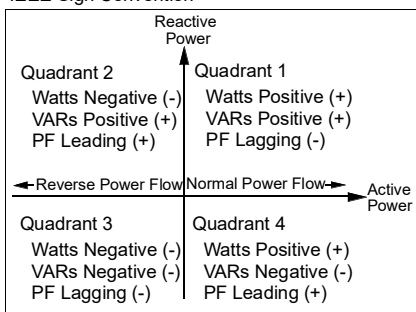 IEEE Sign Convention
Reactive
Power
Quadrant 2
Watts Negative (-)
VARs Positive (+)
PF Leading (+)
Quadrant 1
Watts Positive (+)
VARs Positive (+)
PF Lagging (-)
Reverse Power Flow
Normal Power Flow
Active
Power
Quadrant 3
Watts Negative (-)
VARs Negative (-)
PF Lagging (-)
Quadrant 4
Watts Positive (+)
VARs Negative (-)
PF Leading (+)